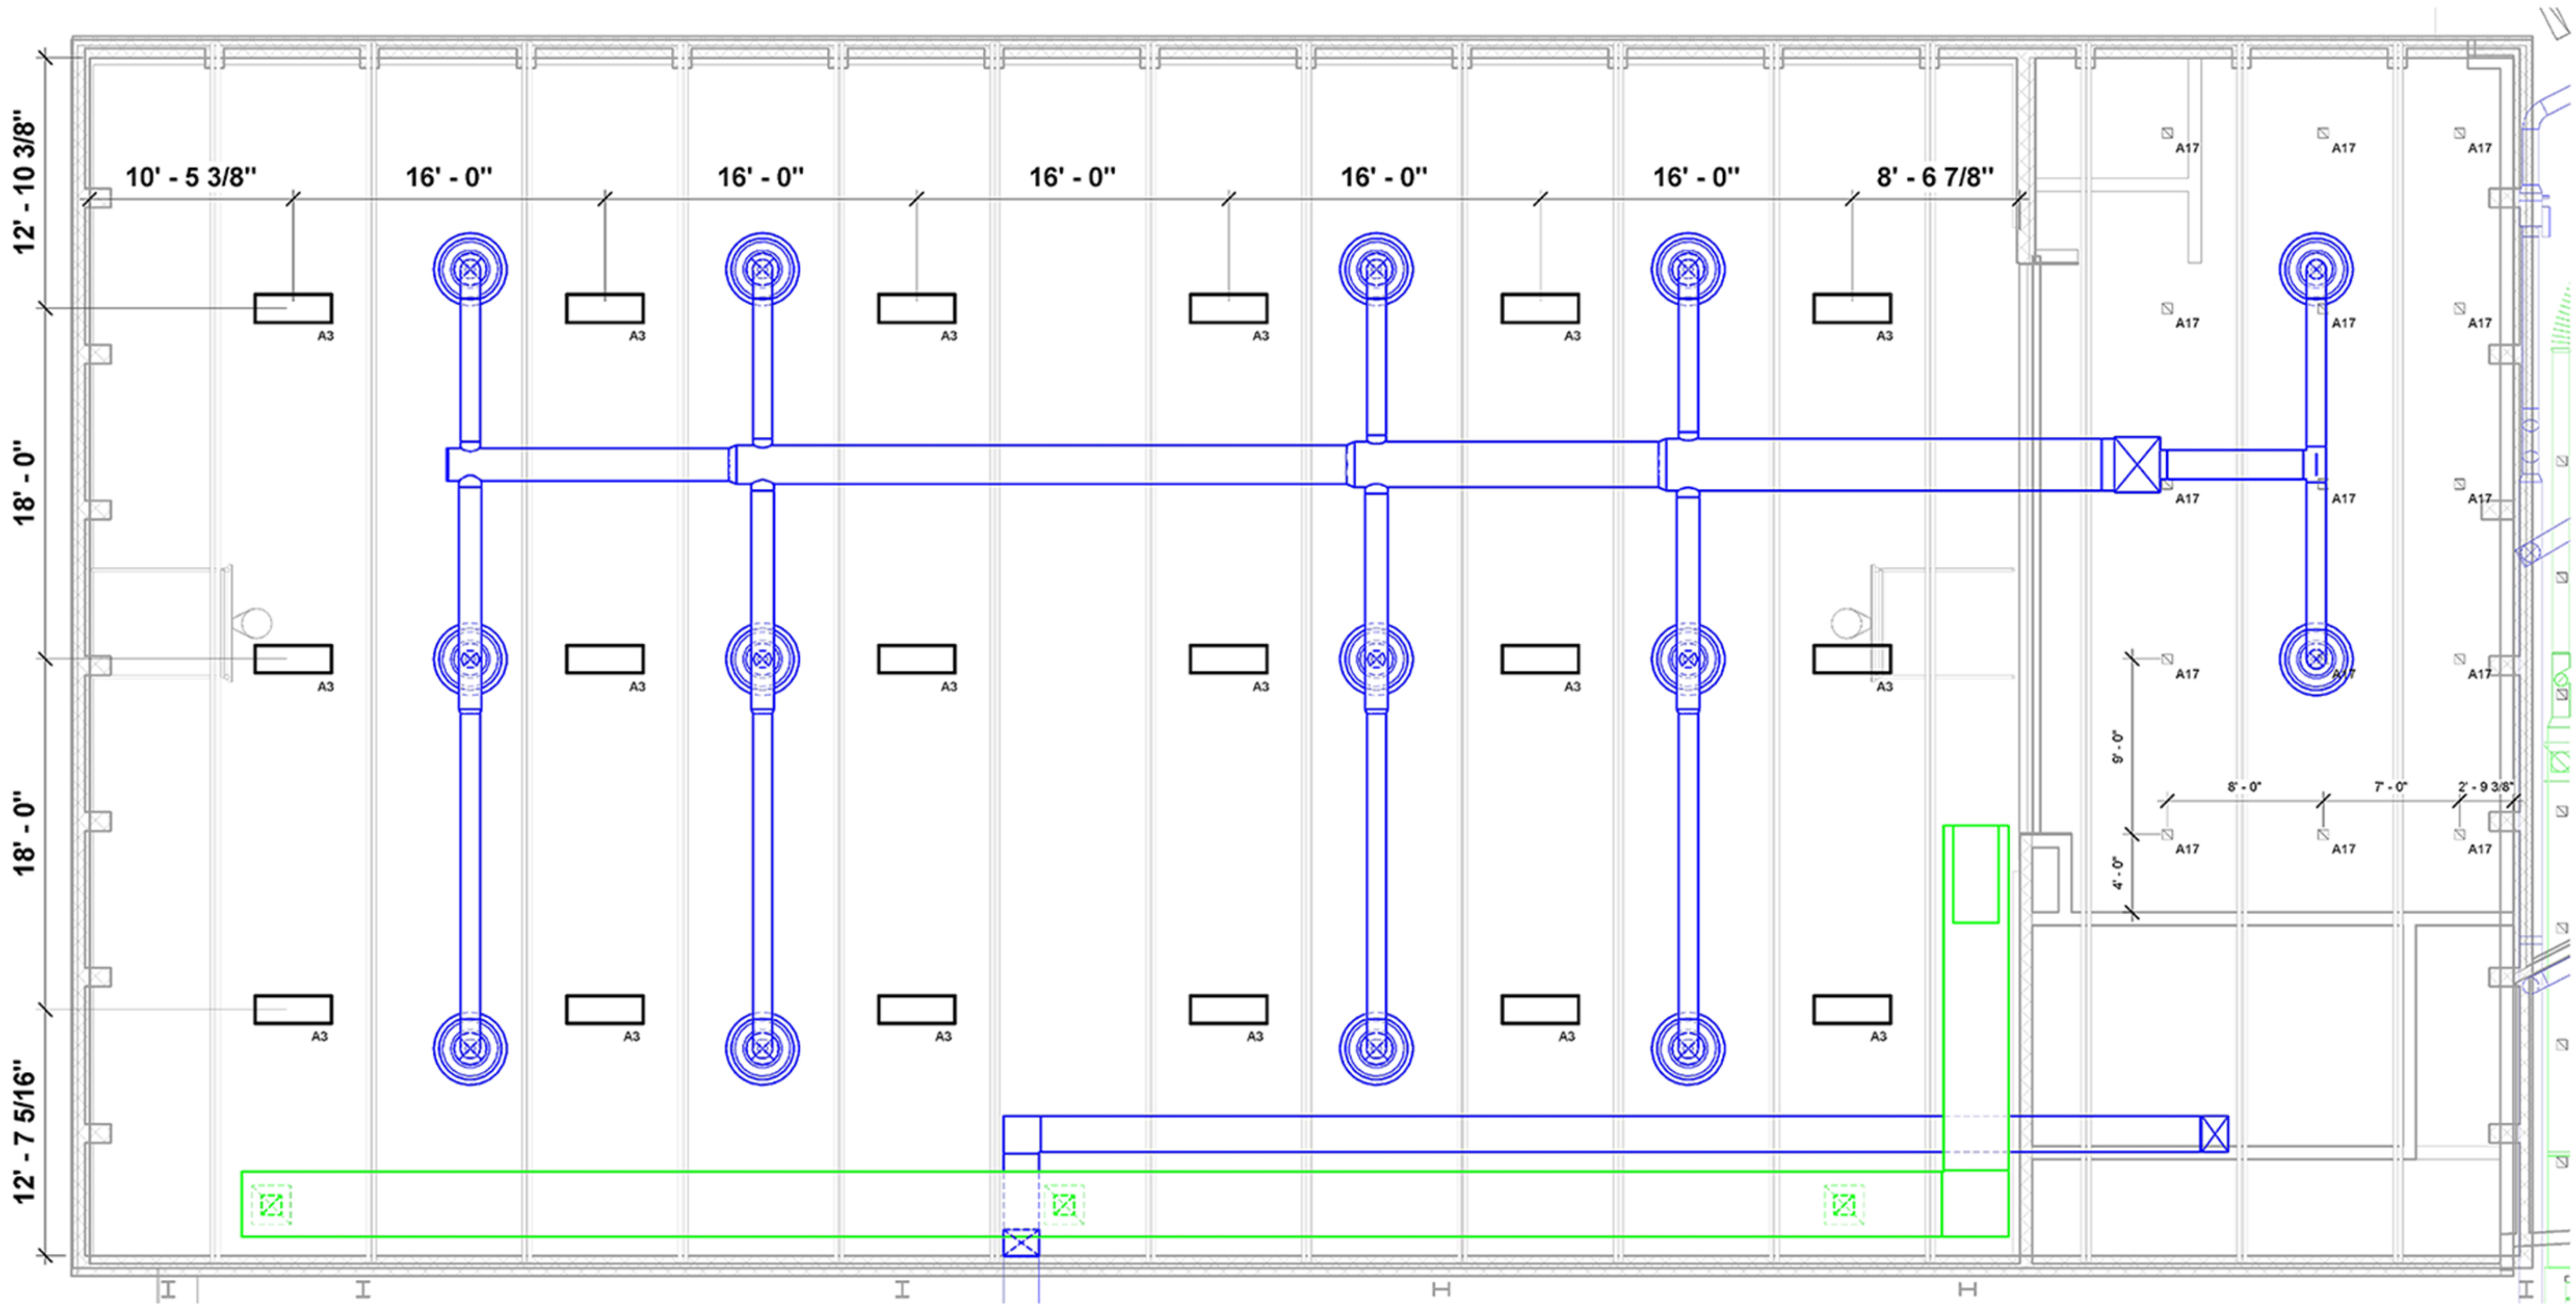 12' - 10 3/8"
10' - 5 3/8"
16' - 0"
16' - 0"
16' - 0"
16' - 0"
16' - 0"
8' - 6 7/8"
A17
A17
A17
A3
A3
A3
A3
A3
A3
A17
A17
A17
18' - 0"
A17
A17
A17
A3
A3
A3
A3
A3
A3
A17
A17
A17
9' - 0"
8' - 0"
7' - 0"
2' - 9 3/8"
18' - 0"
4' - 0"
A17
A17
A17
A3
A3
A3
A3
A3
A3
12' - 7 5/16"